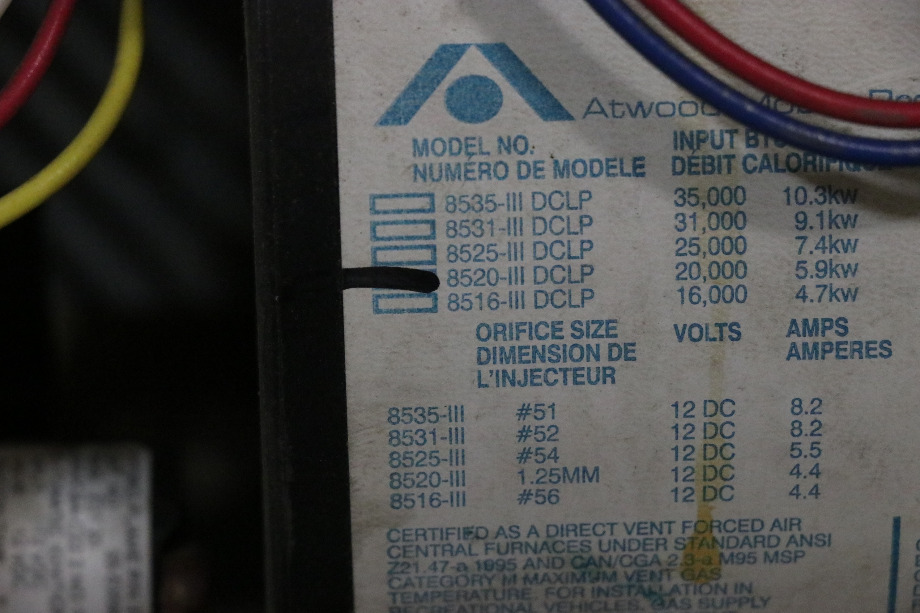 Atwood
MODEL NO. INPUT
NUMÉRO DE MODELE DÉBIT
8535-III DCLP 35,000 10.3kw
8531-III DCLP 31,000 9.1kw
8525-III DCLP 25,000 7.4kw
8520-III DCLP 20,000 5.9kw
8516-III DCLP 16,000 4.7kw
ORIFICE SIZE VOLTS AMPS
DIMENSION DE AMPERES
L'INJECTEUR
8535-III #51 12 DC 8.2
8531-III #52 12 DC 8.2
8525-III #54 12 DC 5.5
8520-III 1.25MM 12 DC 4.4
8516-III #56 12 DC 4.4
CERTIFIED AS A DIRECT VENT FORCED AIR
CENTRAL FURNACES UNDER STANDARD ANSI
Z21.47-a 1995 AND CAN/CGA 2.3-a M95 MSP
CATEGORY III MAXIMUM VENT GAS
TEMPERATURE. FOR INSTALLATION IN
RECREATIONAL VEHICLES. GAS SUPPLY